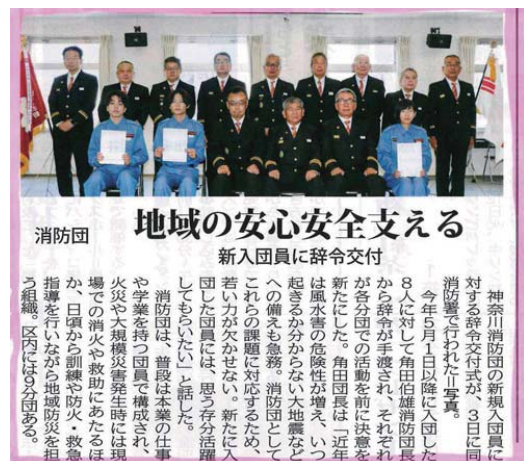 消防団
地域の安心安全支える
新入団員に辞令交付
神奈川消防団の新規入団員に
対する辞令交付式が、3日に同
消防署で行われた＝写真。
今年5月1日以降に入団した
8人に対して角田伯雄消防団長
から辞令が手渡され、それぞれ
が各分団での活動を前に決意を
新たにした。角田団長は「近年
は風水害の危険性が増え、いつ
起きるか分からない大地震など
への備えも急務。消防団として
これらの課題に対応するため、
若い力が欠かせない。新たに入
団した団員には、思う存分活躍
してもらいたい」と話した。
消防団は、普段は本業の仕事
や学業を持つ団員で構成され、
火災や大規模災害発生時には現
場での消火や救助にあたるほ
か、日頃から訓練や防火・救急
指導を行いながら地域防災を担
う組織。区内には9分団ある。